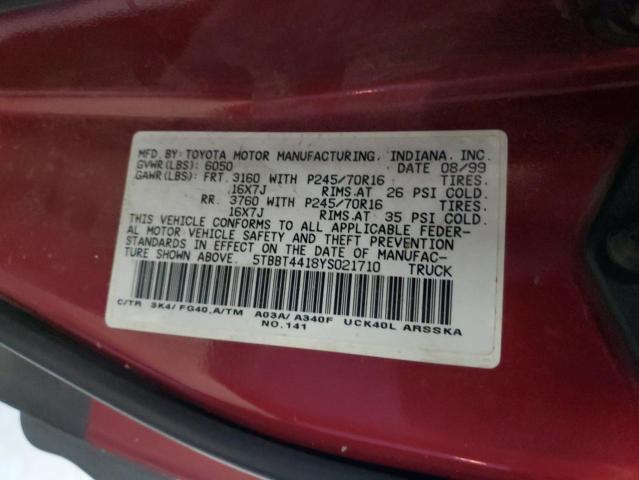 MFD. BY: TOYOTA MOTOR MANUFACTURING, INDIANA, INC.
GVWR(LBS): 6050 DATE 08/99
GAWR(LBS): FRT. 3160 WITH P245/70R16 TIRES.
16X7J RIMS.AT 26 PSI COLD.
RR. 3760 WITH P245/70R16 TIRES.
16X7J RIMS.AT 35 PSI COLD.
THIS VEHICLE CONFORMS TO ALL APPLICABLE FEDER-
AL MOTOR VEHICLE SAFETY AND THEFT PREVENTION
STANDARDS IN EFFECT ON THE DATE OF MANUFAC-
TURE SHOWN ABOVE. 5TBBT4418YS021710 TRUCK
C/TR 3K4/ FG40,A/TM A03A/ A340F UCK40L ARSSKA
NO.141